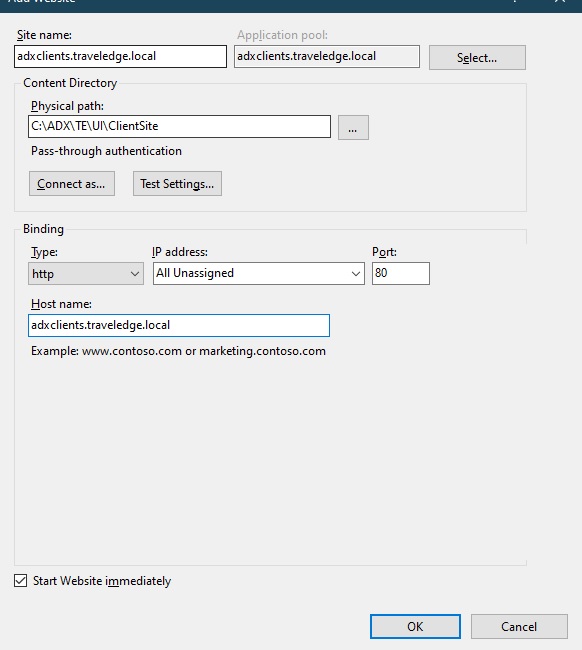 Add Website ?
Site name:
Application pool:
adxclients.traveledge.local
adxclients.traveledge.local
Select...
Content Directory
Physical path:
C:\ADX\TE\UI\ClientSite
...
Pass-through authentication
Connect as...
Test Settings...
Binding
Type:
IP address:
Port:
http
All Unassigned
80
Host name:
adxclients.traveledge.local
Example: www.contoso.com or marketing.contoso.com
Start Website immediately
OK
Cancel